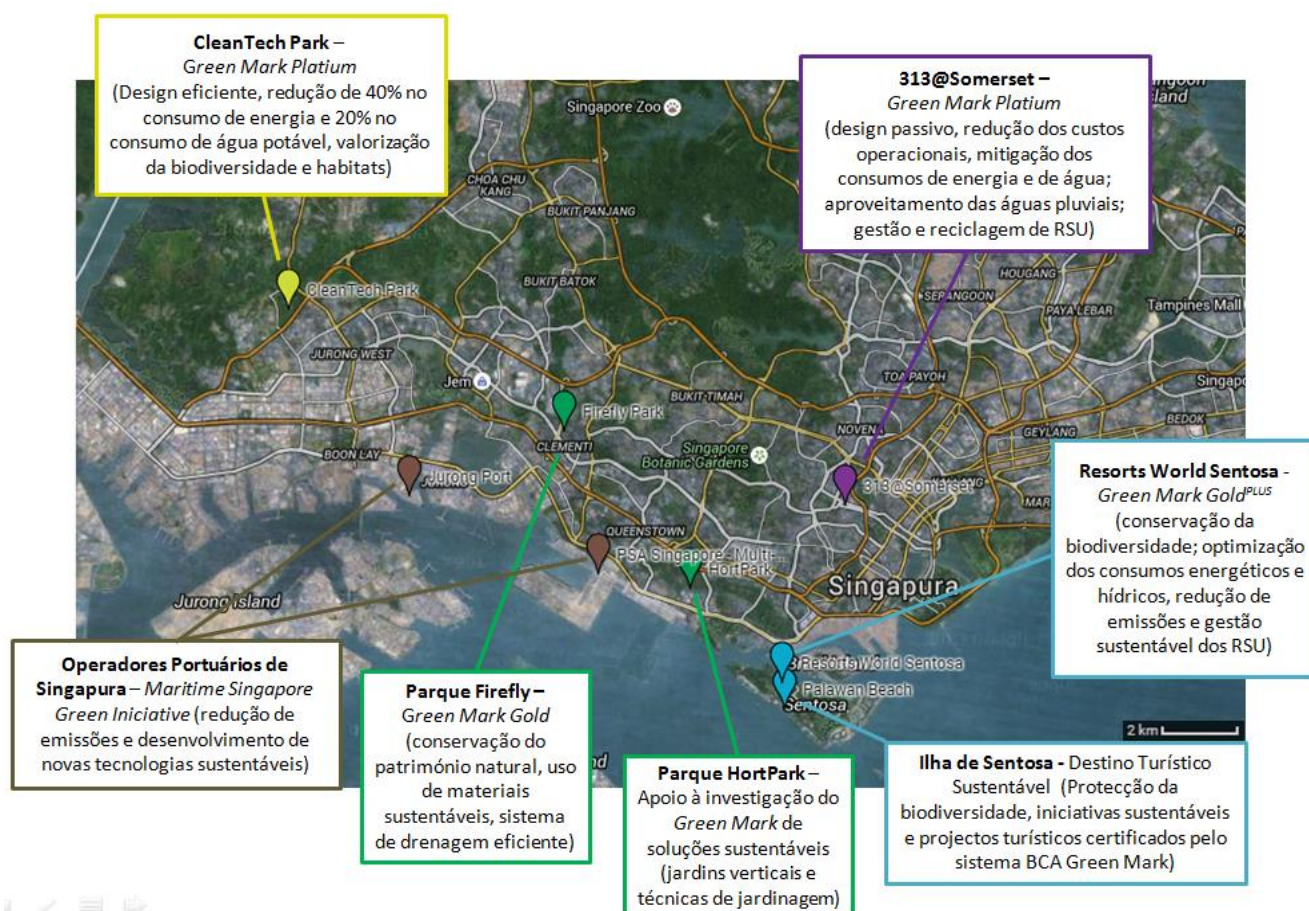 CleanTech Park –
Green Mark Platium
(Design eficiente, redução de 40% no
consumo de energia e 20% no
consumo de água potável, valorização
da biodiversidade e habitats)
313@Somerset –
Green Mark Platium
(design passivo, redução dos custos
operacionais, mitigação dos
consumos de energia e de água;
aproveitamento das águas pluviais;
gestão e reciclagem de RSU)
Singapore Zoo
island
CHOA CHU
KANG
BUKIT PANJANG
HOUGANG
SERANGOON
PAYA LEBAR
CleanTech Park
BUKIT BATOK
Tampines Mall
JURONG WEST
TOA PAYOH
Jem
BUKIT TIMAH
Singapo
Firefly Park
BEDOK
CLEMENTI
Singapore
Botanic Gardens
NOVENA
GEYLANG
BOON LAY
Jurong Port
313@Somerset
MAR
QUEENSTOWN
PSA Singapore - Multi-...
HortPark
Singapura
Jurong Island
Resorts World Sentosa
Palawan Beach
Sentosa
2 km
Resorts World Sentosa -
Green Mark Gold PLUS
(conservação da
biodiversidade; optimização
dos consumos energéticos e
hídricos, redução de
emissões e gestão
sustentável dos RSU)
Operadores Portuários de
Singapura – Maritime Singapore
Green Iniciative (redução de
emissões e desenvolvimento de
novas tecnologias sustentáveis)
Parque Firefly –
Green Mark Gold
(conservação do
património natural, uso
de materiais
sustentáveis, sistema
de drenagem eficiente)
Parque HortPark –
Apoio à investigação do
Green Mark de
soluções sustentáveis
(jardins verticais e
técnicas de jardinagem)
Ilha de Sentosa - Destino Turístico
Sustentável (Protecção da
biodiversidade, iniciativas sustentáveis
e projectos turísticos certificados pelo
sistema BCA Green Mark)